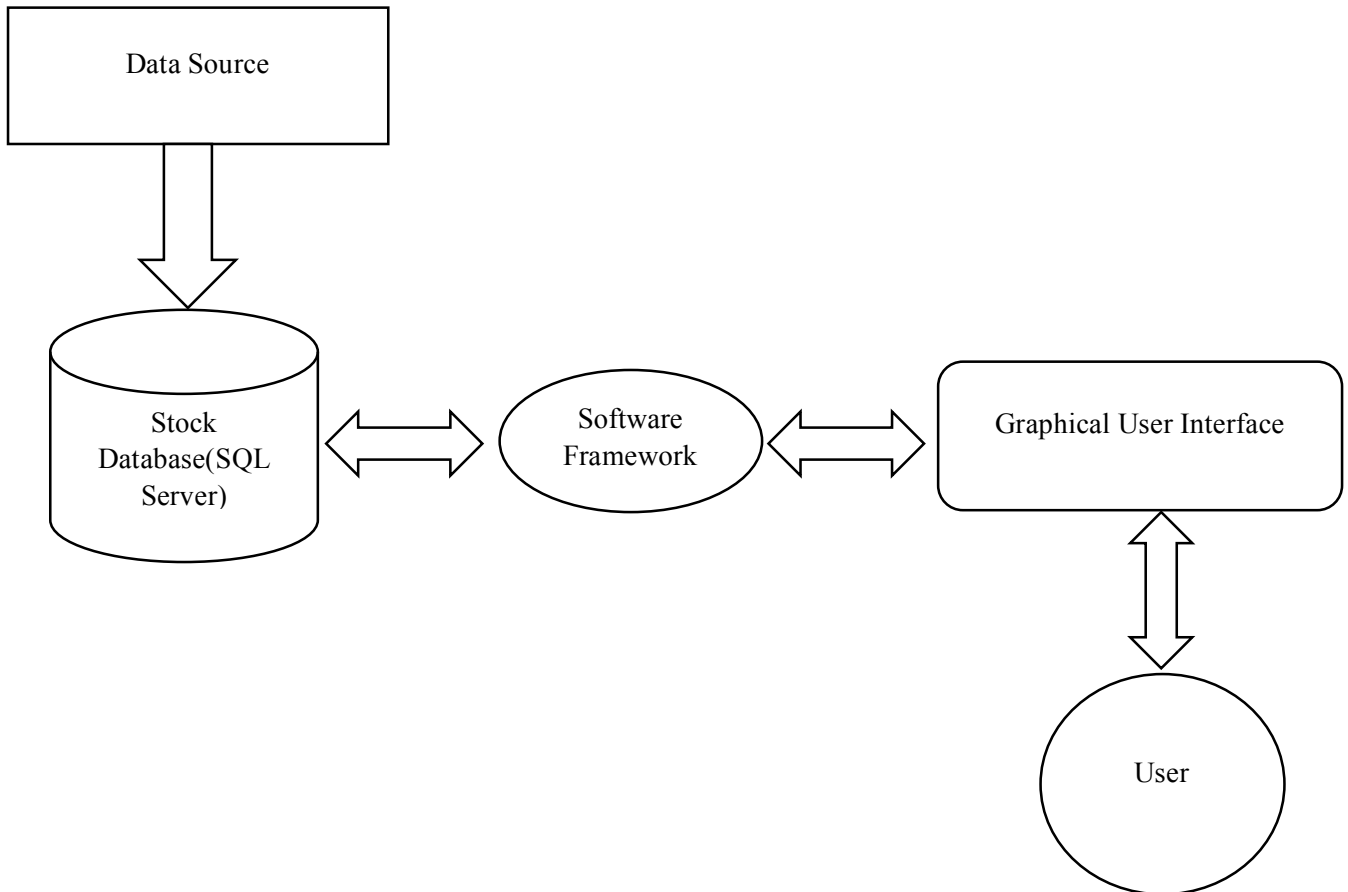 Data Source
Stock
Database(SQL
Server)
Software
Framework
Graphical User Interface
User